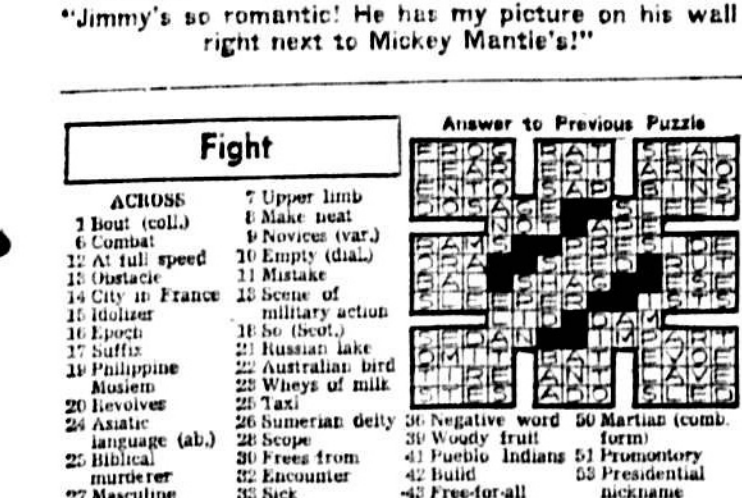 "Jimmy's so romantic! He has my picture on his wall
right next to Mickey Mantle's!"
Fight
ACROSS
1 Bout (coll.)
6 Combat
12 At full speed
13 Obstacle
14 City in France
15 Idolizer
16 Epoch
17 Suffix
19 Philippine
Moslem
20 Revolves
24 Asiatic
language (ab.)
25 Biblical
murderer
27 Masculine
7 Upper limb
8 Make neat
9 Novices (var.)
10 Empty (dial.)
11 Mistake
13 Scene of
military action
18 So (Scot.)
21 Russian lake
22 Australian bird
23 Wheys of milk
25 Taxi
26 Sumerian deity
28 Scope
30 Frees from
32 Encounter
33 Sick
Answer to Previous Puzzle
36 Negative word
39 Woody fruit
41 Pueblo Indians
42 Build
43 Free-for-all
50 Martian (comb.
form)
51 Promontory
53 Presidential
nickname